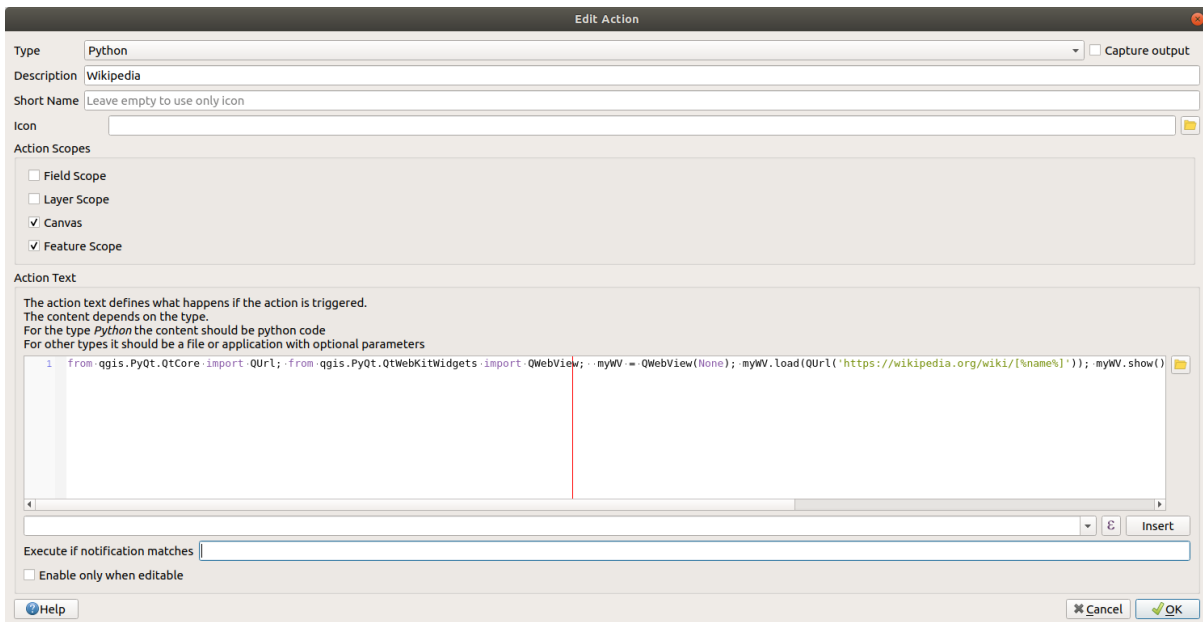 Edit Action
Type Python Capture output
Description Wikipedia
Short Name Leave empty to use only icon
Icon
Action Scopes
Field Scope
Layer Scope
Canvas
Feature Scope
Action Text
The action text defines what happens if the action is triggered.
The content depends on the type.
For the type Python the content should be python code
For other types it should be a file or application with optional parameters
1 from·qgis.PyQt.QtCore·import·QUrl;·from·qgis.PyQt.QtWebKitWidgets·import·QWebView;··myWV·=·QWebView(None);·myWV.load(QUrl('https://wikipedia.org/wiki/[%name%]'));·myWV.show()
ε Insert
Execute if notification matches
Enable only when editable
Help Cancel OK